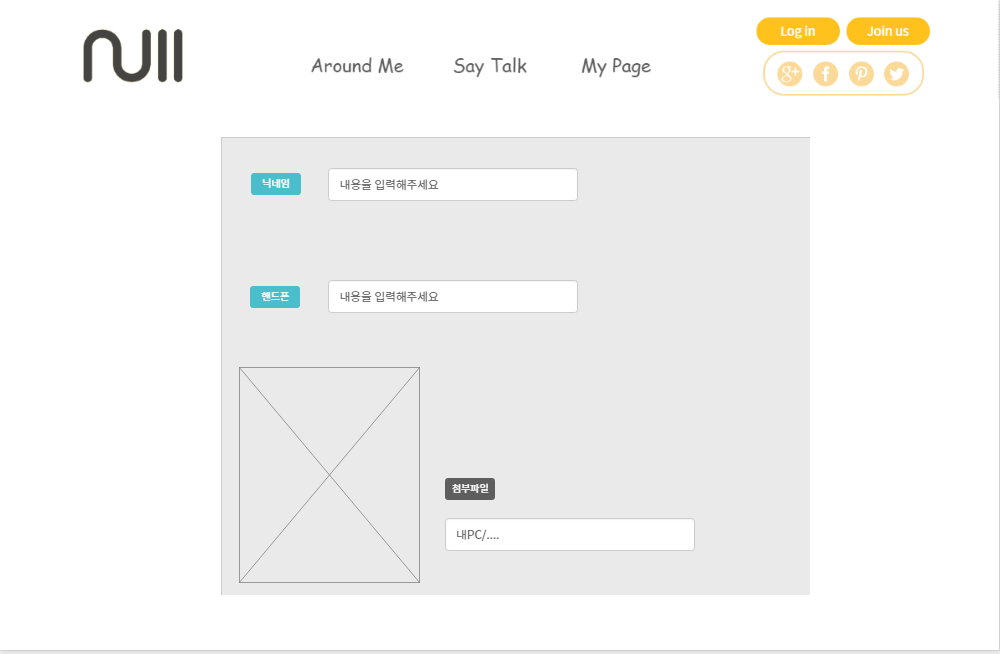 Log in
Join us
Around Me
Say Talk
My Page
닉네임
내용을 입력해주세요
핸드폰
내용을 입력해주세요
첨부파일
내PC/....